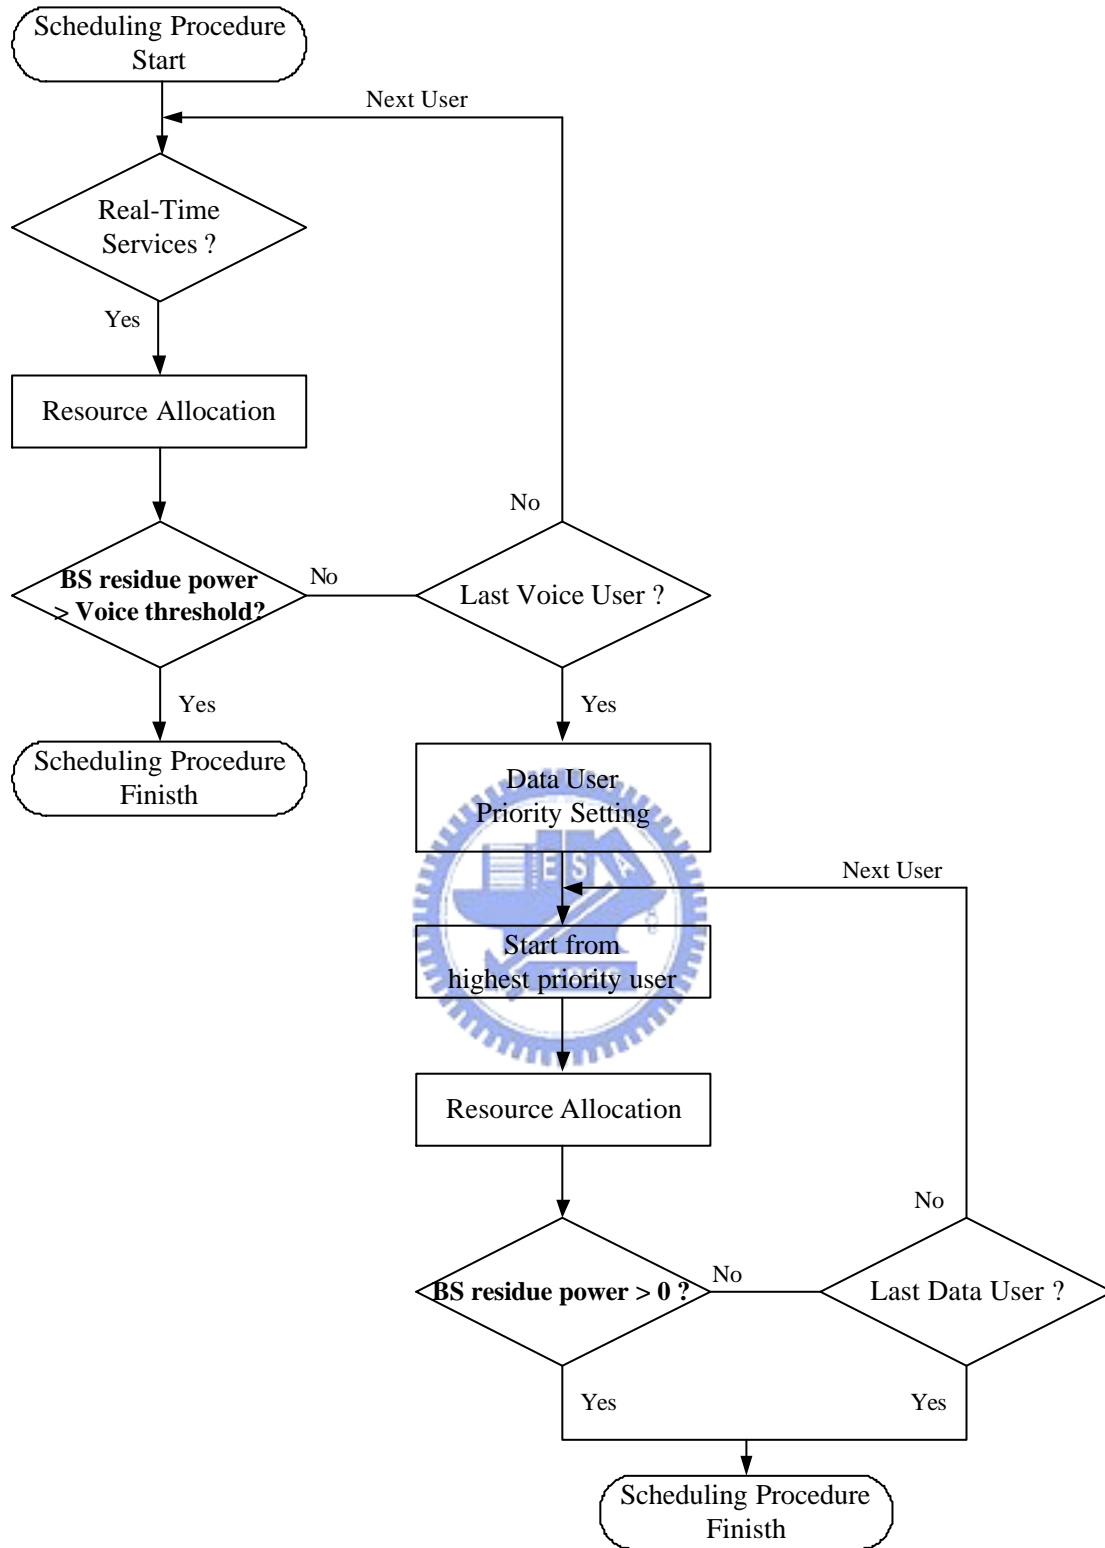 Scheduling Procedure
Start
Next User
Real-Time
Services ?
Yes
Resource Allocation
No
BS residue power
> Voice threshold?
No
Last Voice User ?
Yes
Yes
Scheduling Procedure
Finisth
Data User
Priority Setting
E S A
Next User
Start from
highest priority user
Resource Allocation
No
BS residue power > 0 ?
No
Last Data User ?
Yes
Yes
Scheduling Procedure
Finisth